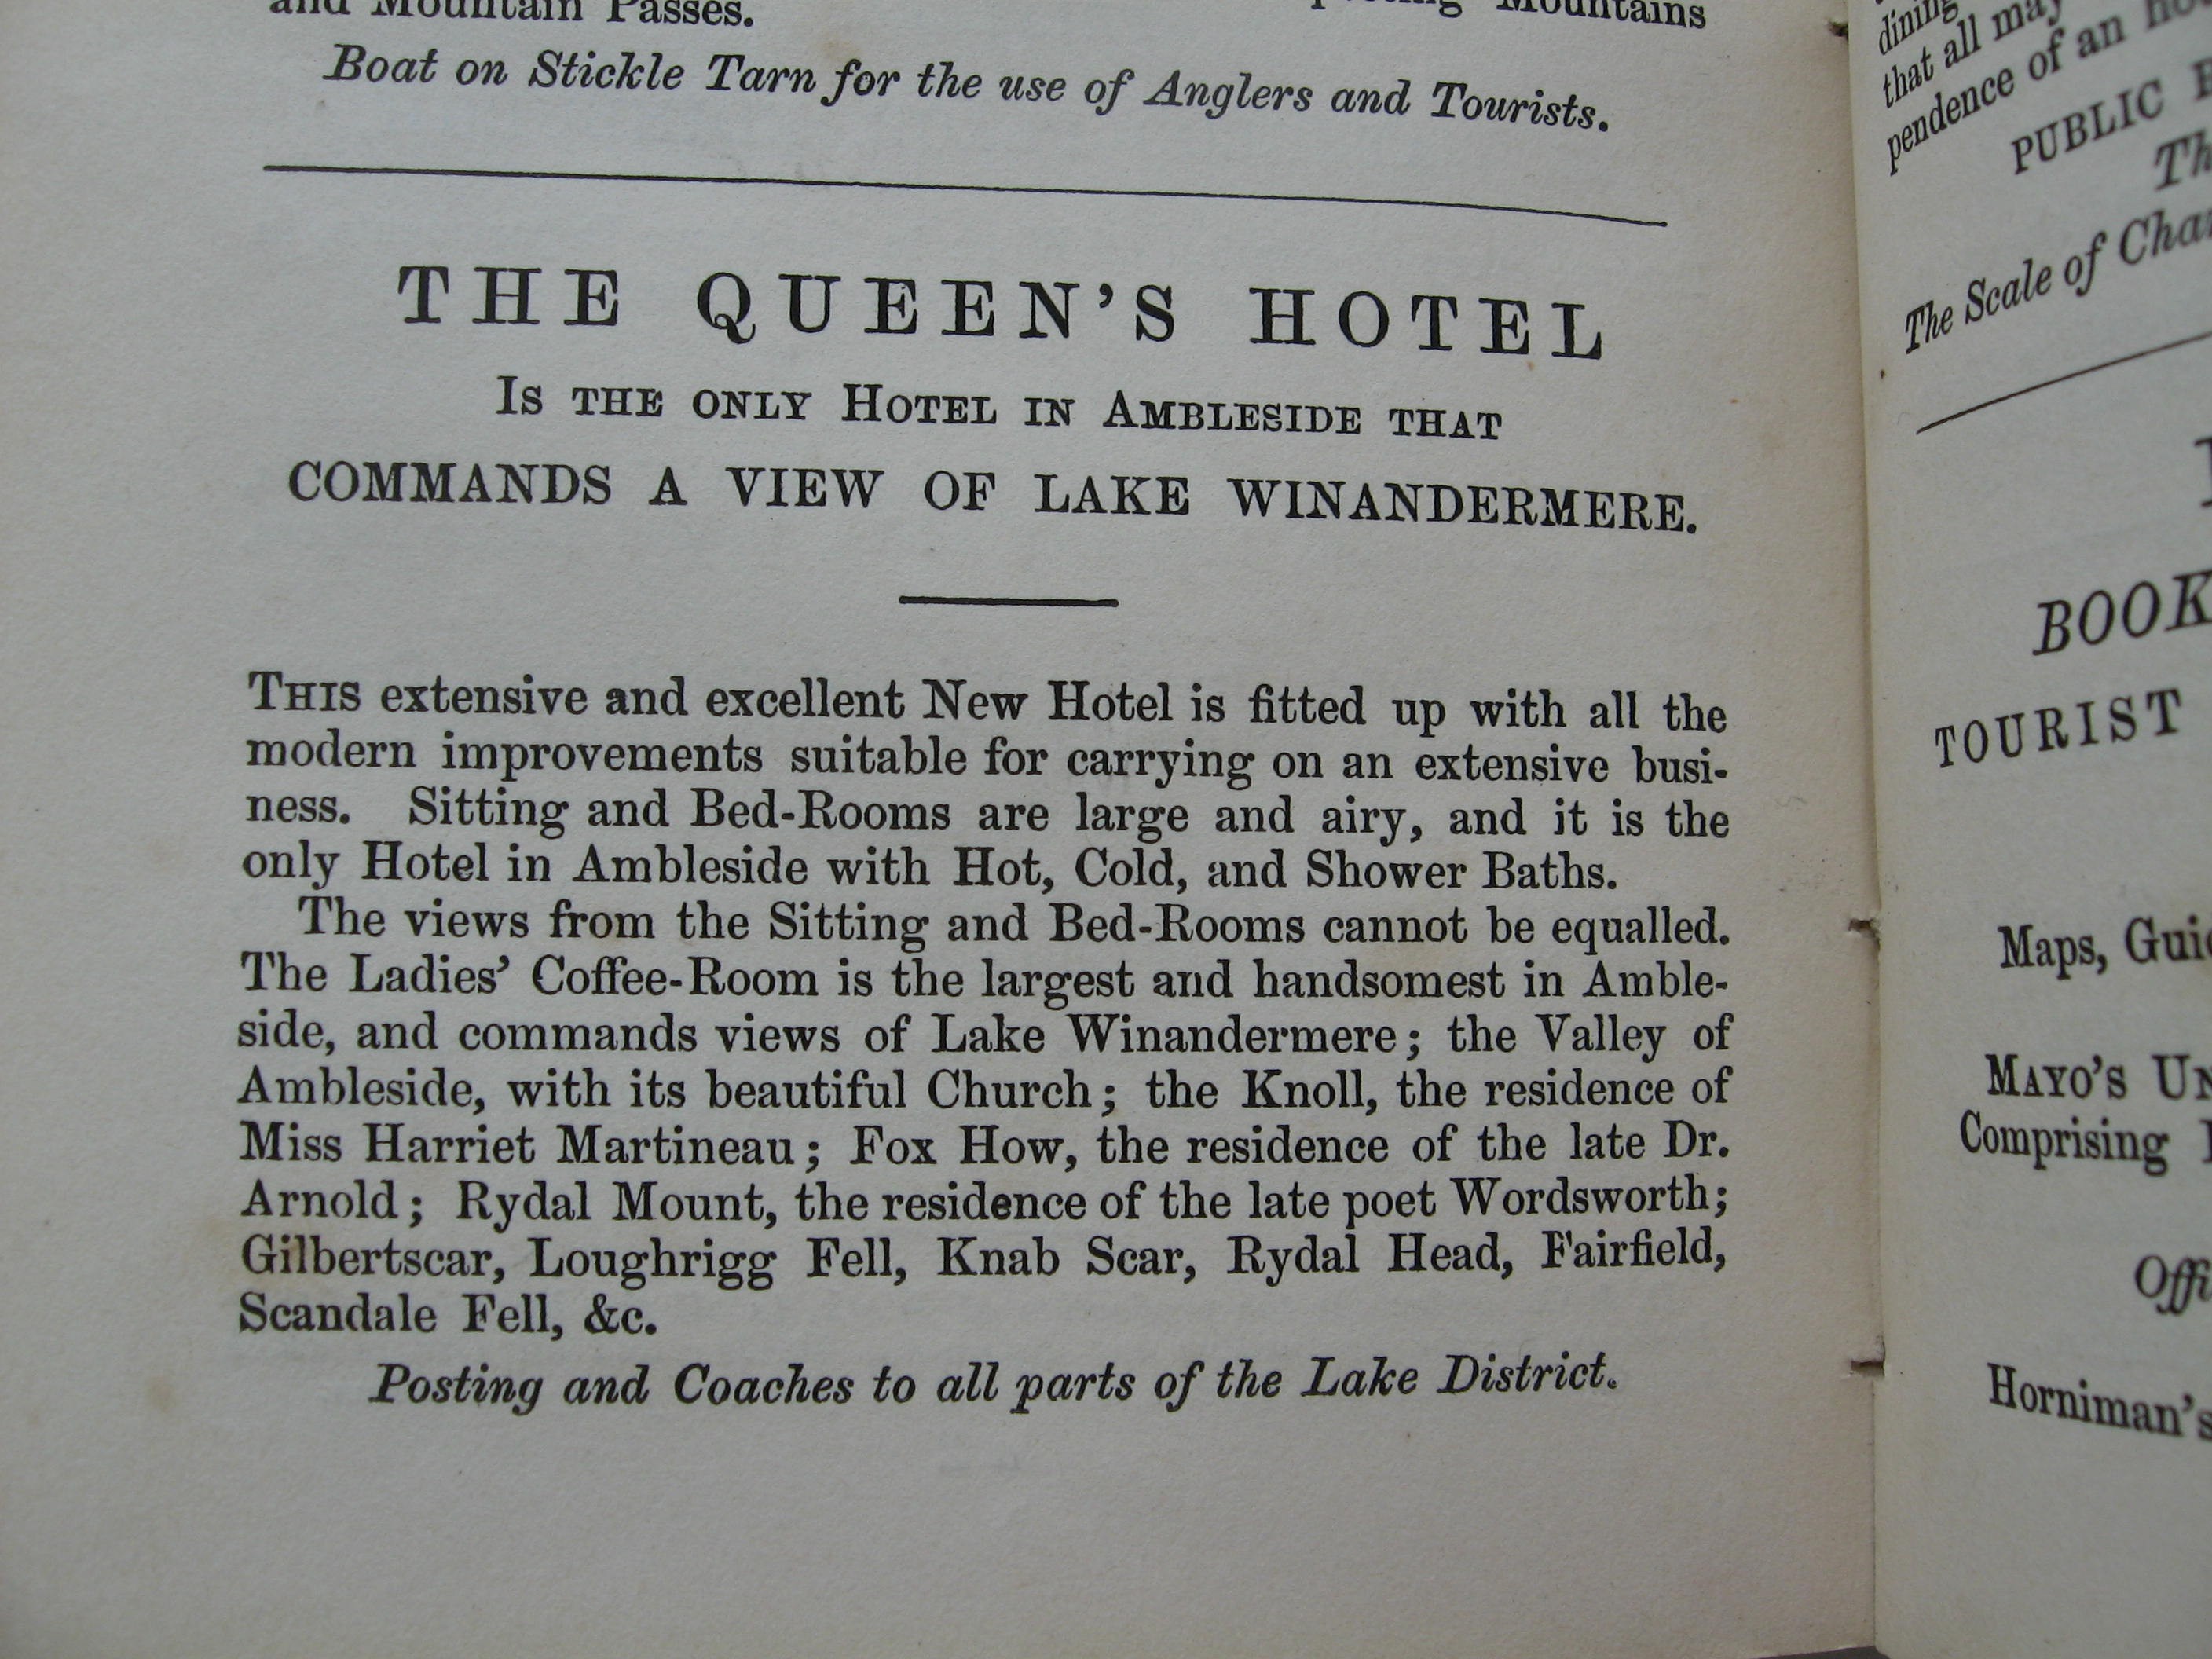 and Mountain Passes. Mountains
Boat on Stickle Tarn for the use of Anglers and Tourists.
THE QUEEN'S HOTEL
IS THE ONLY HOTEL IN AMBLESIDE THAT
COMMANDS A VIEW OF LAKE WINANDERMERE.
THIS extensive and excellent New Hotel is fitted up with all the
modern improvements suitable for carrying on an extensive busi-
ness. Sitting and Bed-Rooms are large and airy, and it is the
only Hotel in Ambleside with Hot, Cold, and Shower Baths.
The views from the Sitting and Bed-Rooms cannot be equalled.
The Ladies' Coffee-Room is the largest and handsomest in Amble-
side, and commands views of Lake Winandermere; the Valley of
Ambleside, with its beautiful Church; the Knoll, the residence of
Miss Harriet Martineau; Fox How, the residence of the late Dr.
Arnold; Rydal Mount, the residence of the late poet Wordsworth;
Gilbertscar, Loughrigg Fell, Knab Scar, Rydal Head, Fairfield,
Scandale Fell, &c.
Posting and Coaches to all parts of the Lake District.
dining
that all may
pendence of an
PUBLIC
The Scale of
BOOK
TOURIST
Maps,
MAYO'S
Comprising
Horniman's